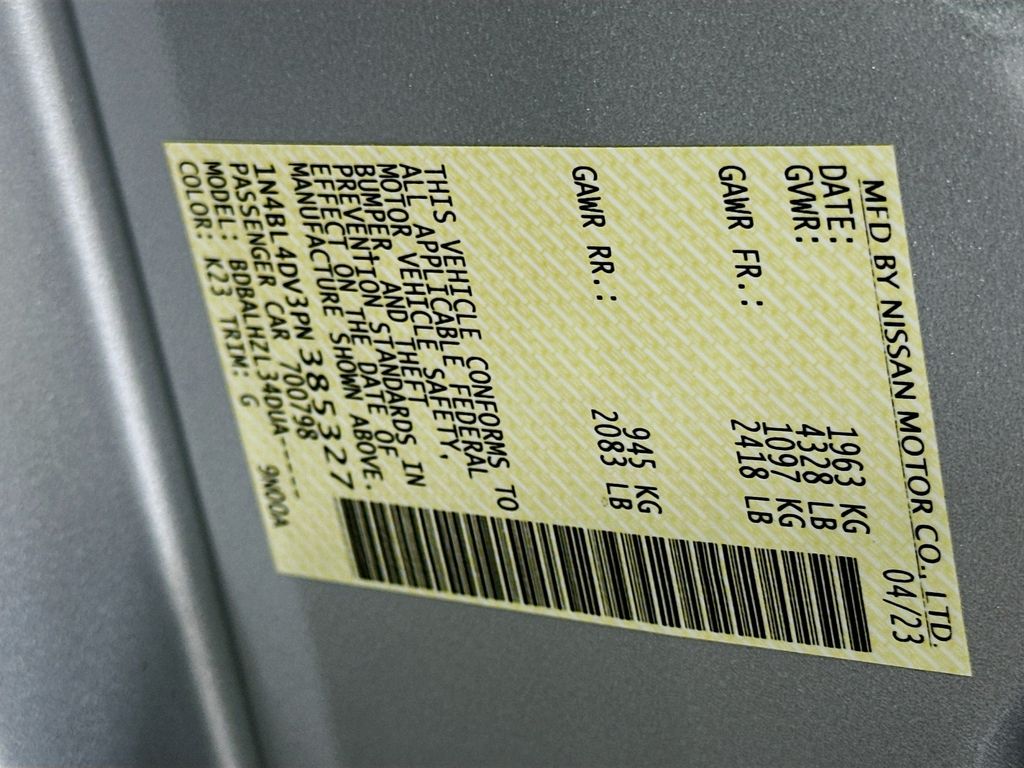 MFD BY NISSAN MOTOR CO., LTD.
DATE: 04/23
GVWR: 1963 KG
4328 LB
GAWR FR.: 1097 KG
2418 LB
GAWR RR.: 945 KG
2083 LB
THIS VEHICLE CONFORMS TO
ALL APPLICABLE FEDERAL
MOTOR VEHICLE SAFETY,
BUMPER, AND THEFT
PREVENTION STANDARDS IN
EFFECT ON THE DATE OF
MANUFACTURE SHOWN ABOVE.
1N4BL4DV3PN385327
PASSENGER CAR 700798
MODEL: BDBALHZL34DUA-----
COLOR: K23 TRIM: G 9N00A